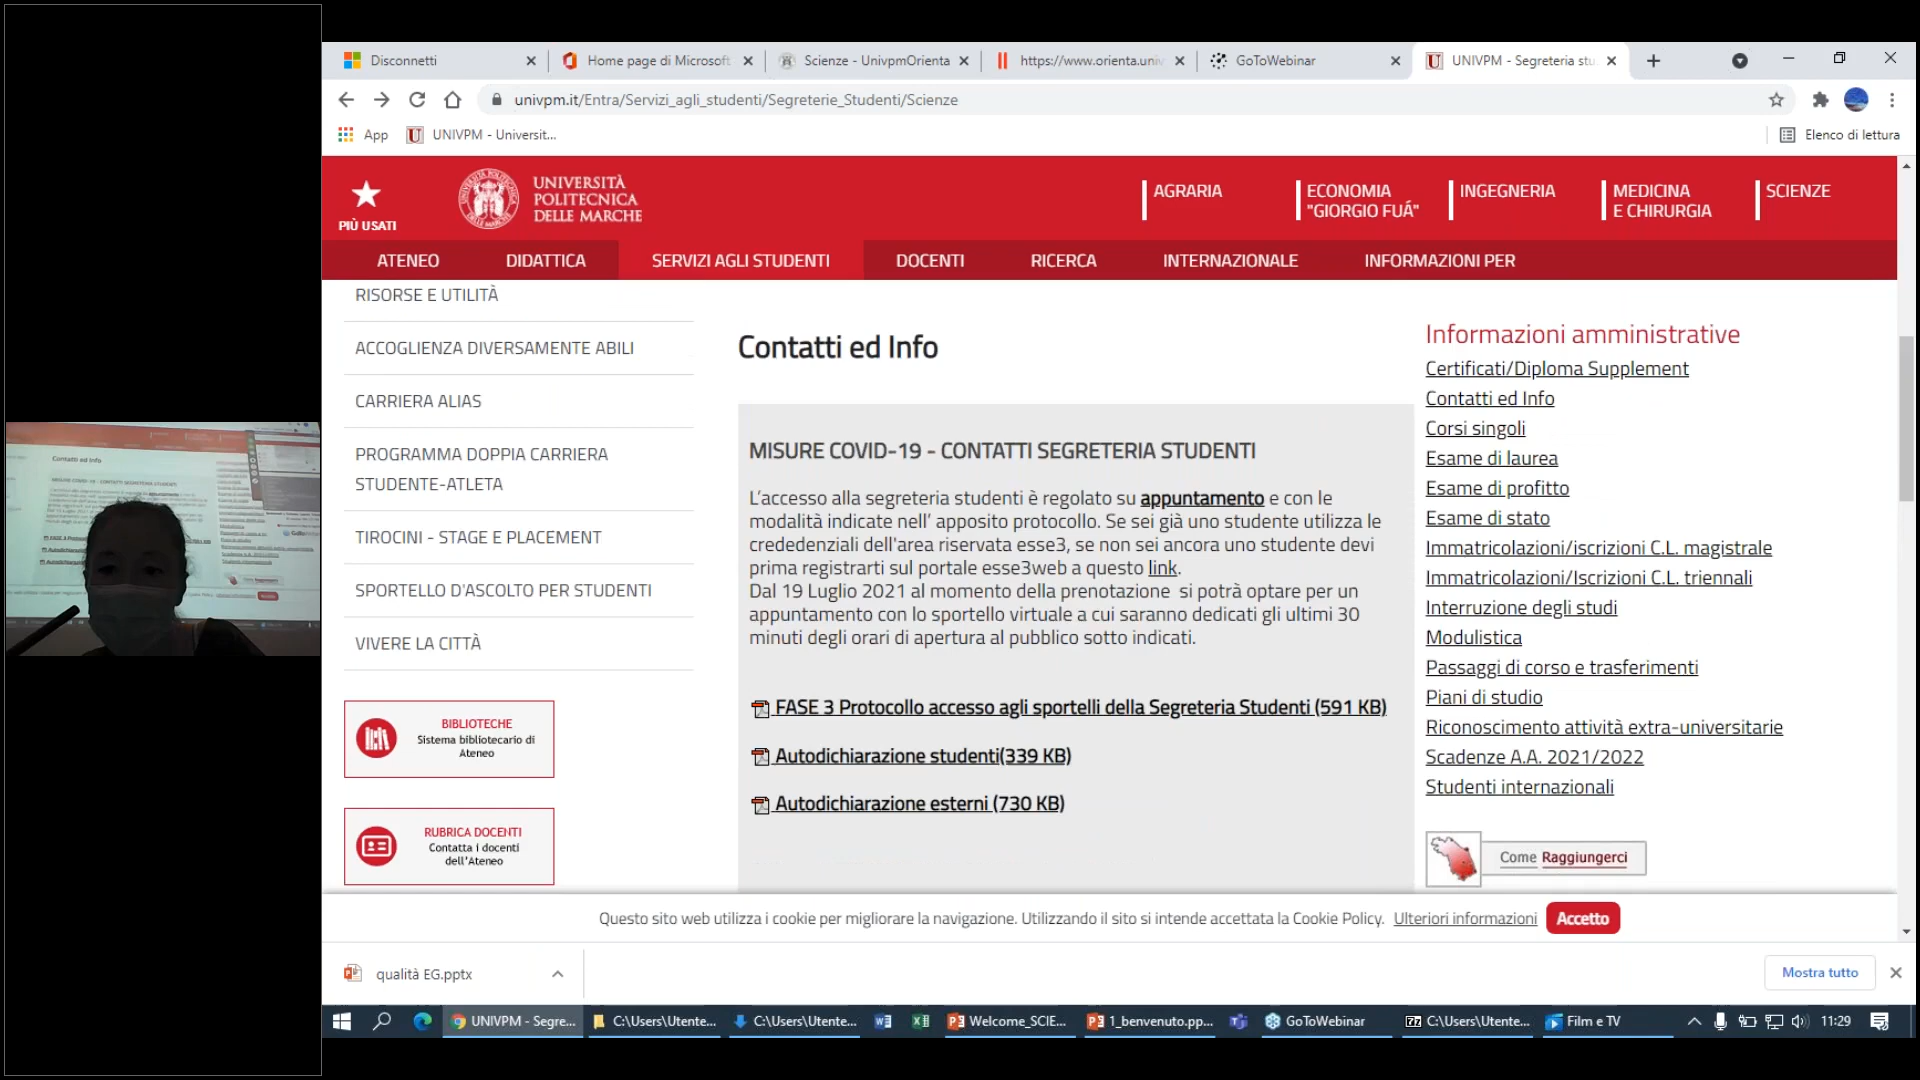 Disconnetti
Home page di Microsoft
Scienze - UnivpmOrienta
https://www.orienta.univ
GoToWebinar
UNIVPM - Segreteria stu
univpm.it/Entra/Servizi_agli_studenti/Segreterie_Studenti/Scienze
App
UNIVPM - Universit...
Elenco di lettura
PIÙ USATI
UNIVERSITÀ
POLITECNICA
DELLE MARCHE
AGRARIA
ECONOMIA
"GIORGIO FUÁ"
INGEGNERIA
MEDICINA
E CHIRURGIA
SCIENZE
ATENEO
DIDATTICA
SERVIZI AGLI STUDENTI
DOCENTI
RICERCA
INTERNAZIONALE
INFORMAZIONI PER
RISORSE E UTILITÀ
ACCOGLIENZA DIVERSAMENTE ABILI
CARRIERA ALIAS
PROGRAMMA DOPPIA CARRIERA
STUDENTE-ATLETA
TIROCINI - STAGE E PLACEMENT
SPORTELLO D'ASCOLTO PER STUDENTI
VIVERE LA CITTÀ
BIBLIOTECHE
Sistema bibliotecario di
Ateneo
RUBRICA DOCENTI
Contatta i docenti
dell'Ateneo
Contatti ed Info
MISURE COVID-19 - CONTATTI SEGRETERIA STUDENTI
L'accesso alla segreteria studenti è regolato su appuntamento e con le
modalità indicate nell' apposito protocollo. Se sei già uno studente utilizza le
crededenziali dell'area riservata esse3, se non sei ancora uno studente devi
prima registrarti sul portale esse3web a questo link.
Dal 19 Luglio 2021 al momento della prenotazione si potrà optare per un
appuntamento con lo sportello virtuale a cui saranno dedicati gli ultimi 30
minuti degli orari di apertura al pubblico sotto indicati.
FASE 3 Protocollo accesso agli sportelli della Segreteria Studenti (591 KB)
Autodichiarazione studenti(339 KB)
Autodichiarazione esterni (730 KB)
Informazioni amministrative
Certificati/Diploma Supplement
Contatti ed Info
Corsi singoli
Esame di laurea
Esame di profitto
Esame di stato
Immatricolazioni/iscrizioni C.L. magistrale
Immatricolazioni/Iscrizioni C.L. triennali
Interruzione degli studi
Modulistica
Passaggi di corso e trasferimenti
Piani di studio
Riconoscimento attività extra-universitarie
Scadenze A.A. 2021/2022
Studenti internazionali
Come Raggiungerci
Questo sito web utilizza i cookie per migliorare la navigazione. Utilizzando il sito si intende accettata la Cookie Policy. Ulteriori informazioni
Accetto
qualità EG.pptx
Mostra tutto
UNIVPM - Segre...
C:\Users\Utente...
C:\Users\Utente...
Welcome_SCIE...
1_benvenuto.pp...
GoToWebinar
C:\Users\Utente...
Film e TV
11:29